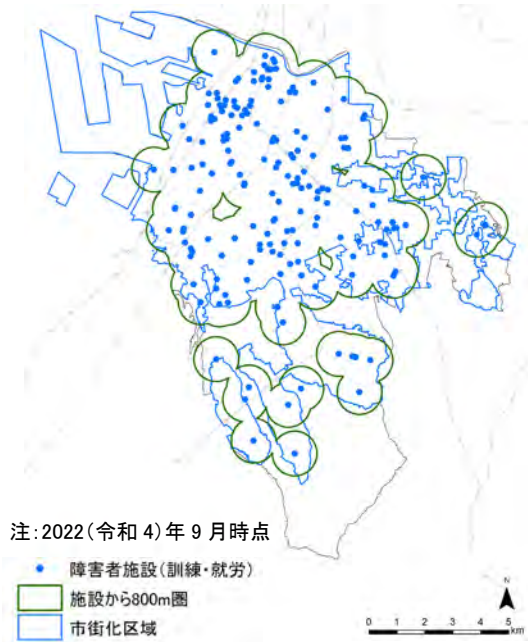 注:2022(令和 4)年 9 月時点
障害者施設(訓練・就労)
施設から800m圏
市街化区域
N
0 1 2 3 4 5
km